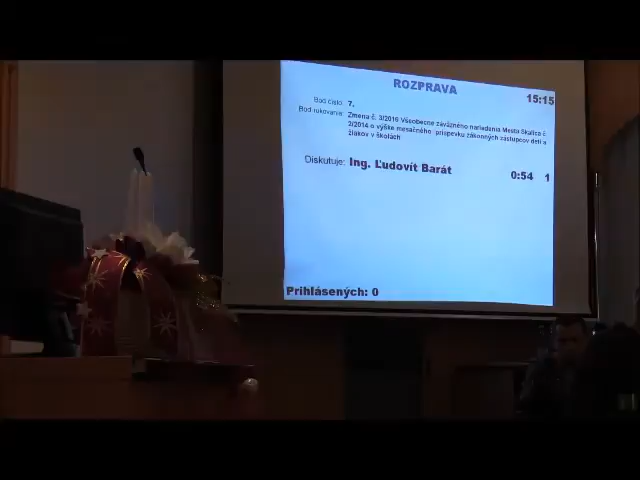 ROZPRAVA
15:15
Bod číslo: 7.
Bod rokovania: Zmena č. 3/2016 Všeobecne záväzného nariadenia Mesta Skalica č.
2/2014 o výške mesačného príspevku zákonných zástupcov detí a
žiakov v školách
Diskutuje: Ing. Ľudovít Barát 0:54 1
Prihlásených: 0